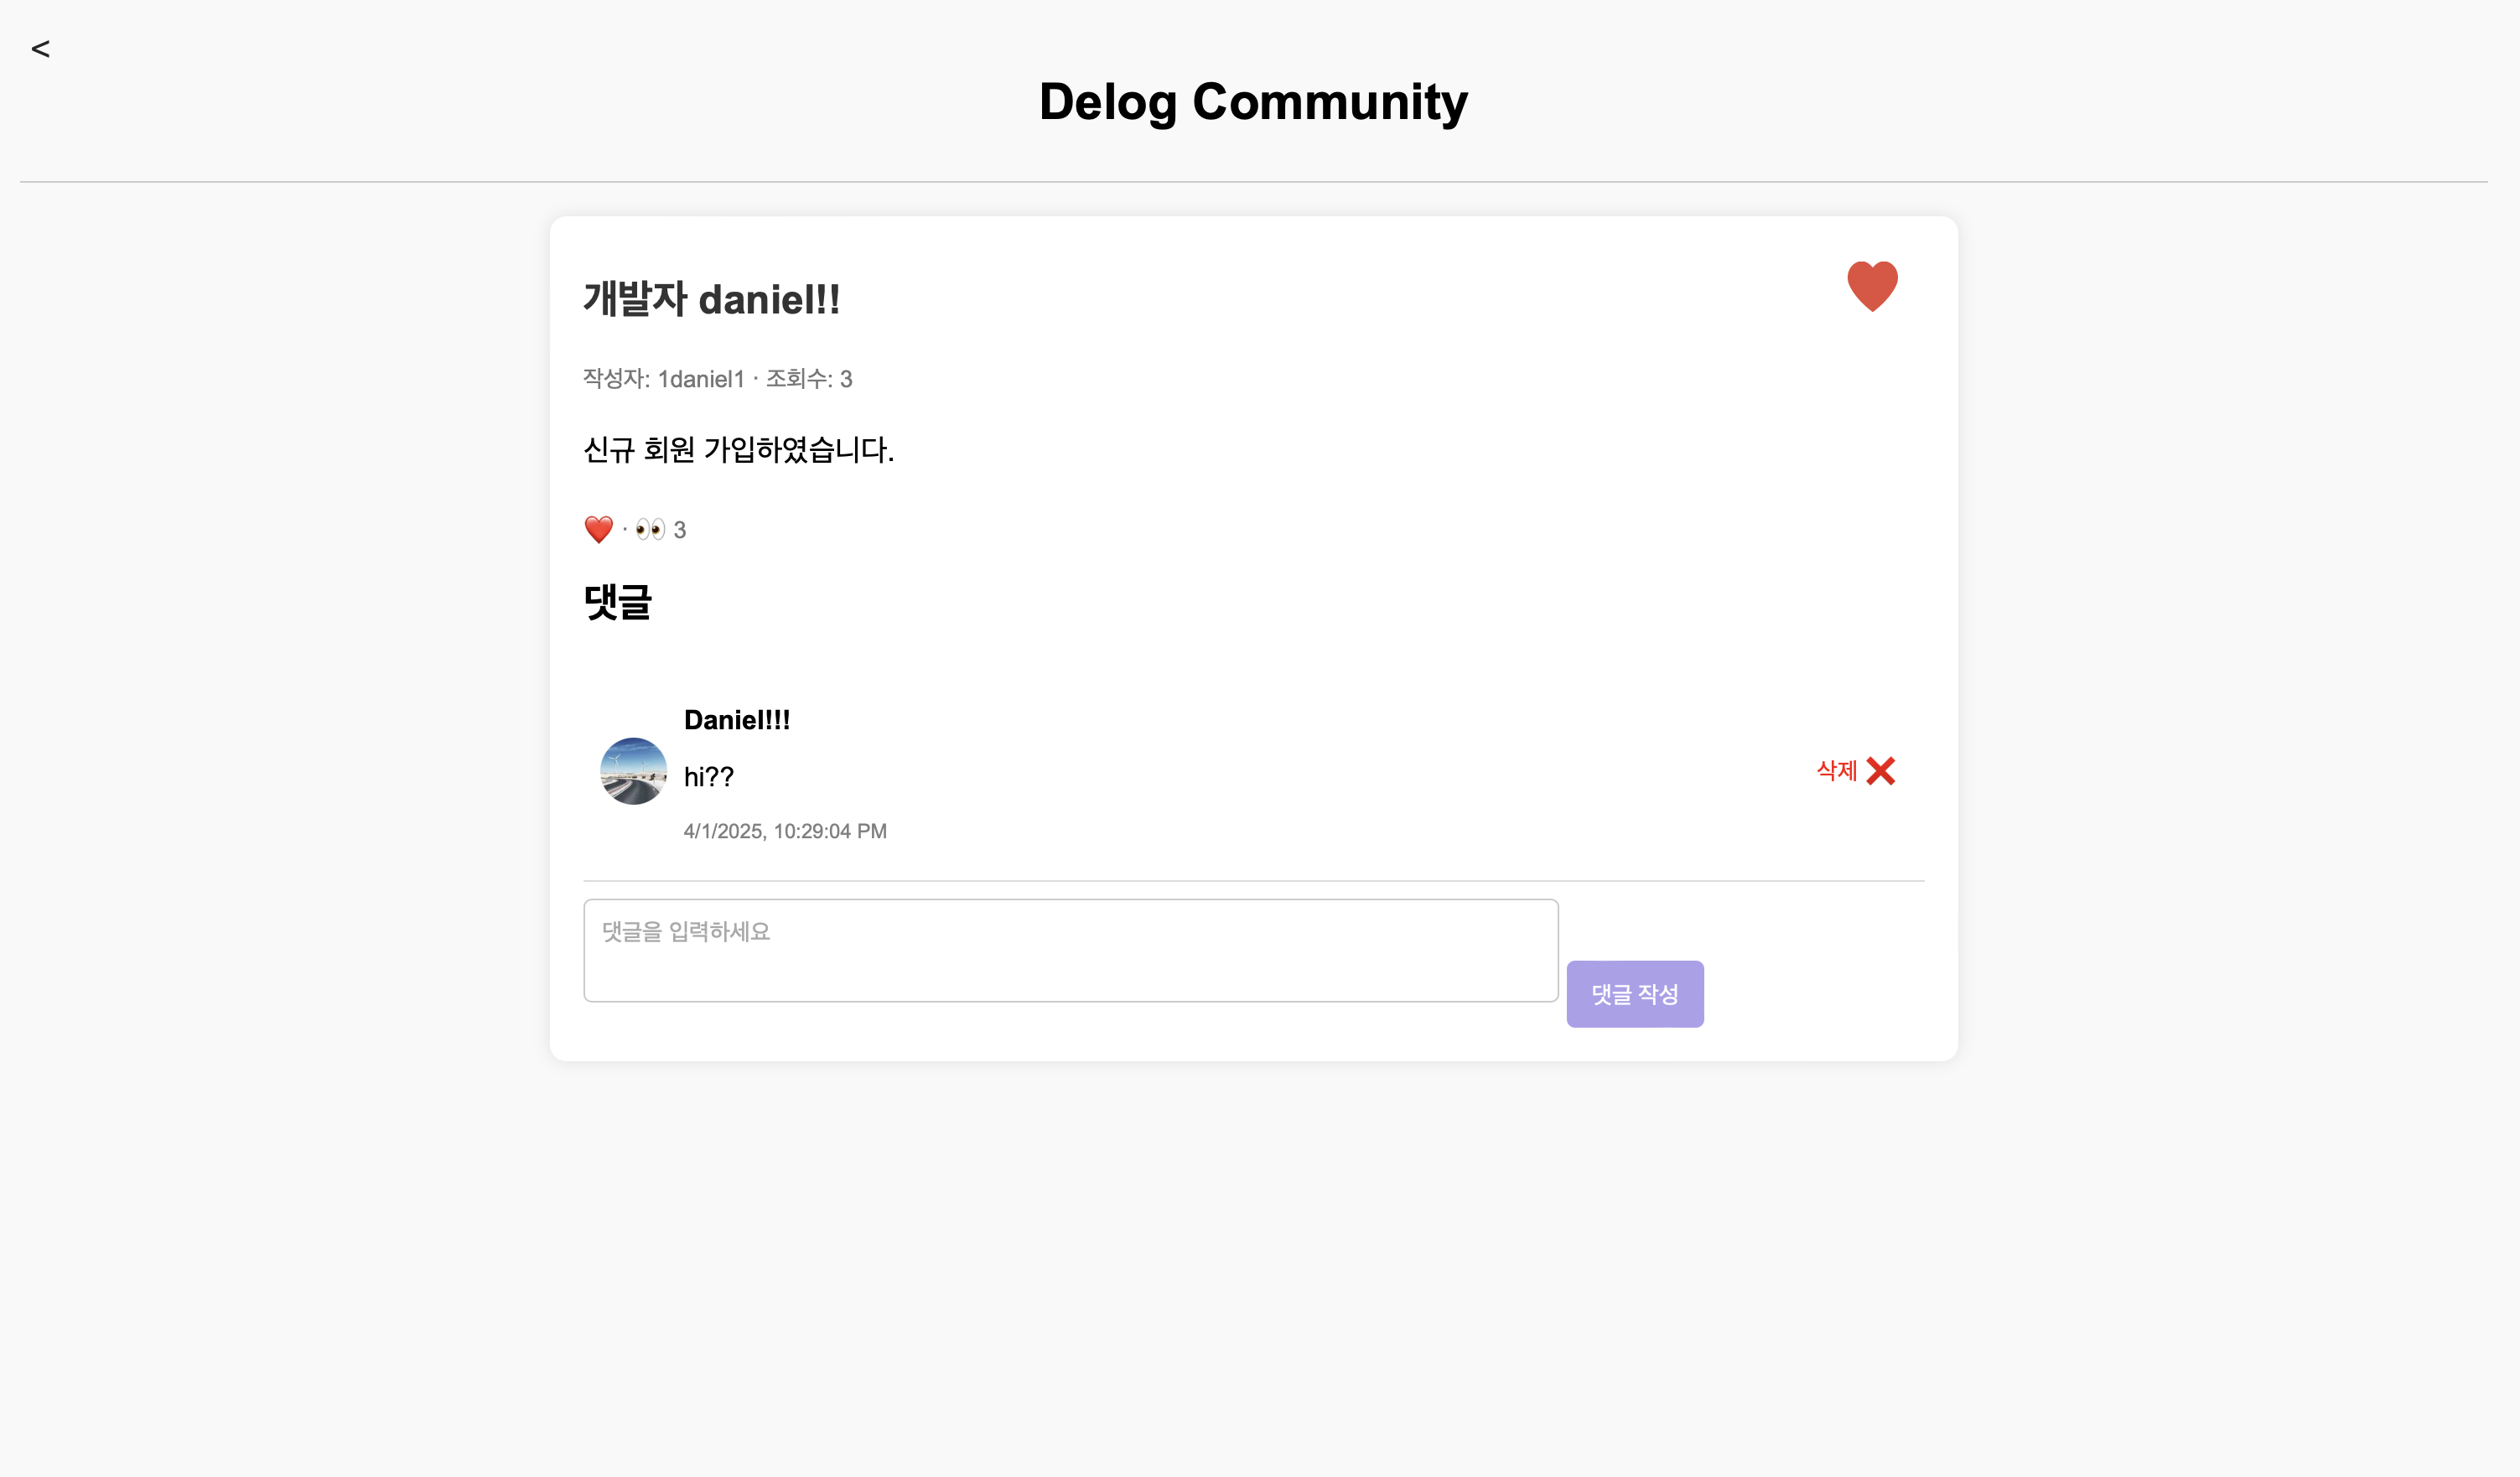 <
Delog Community
개발자 daniel!!
작성자: 1daniel1 · 조회수: 3
신규 회원 가입하였습니다.
❤️ · 👀 3
댓글
Daniel!!!
hi??
삭제 ❌
4/1/2025, 10:29:04 PM
댓글을 입력하세요
댓글 작성